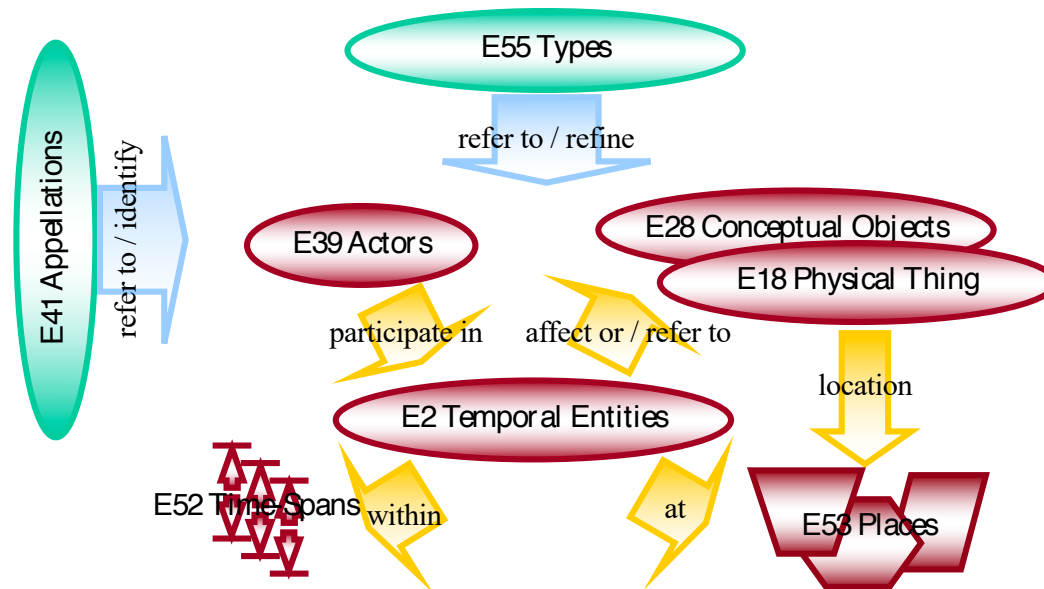 E55 Types
refer to / refine
E41 Appellations
refer to / identify
E39 Actors
E28 Conceptual Objects
E18 Physical Thing
participate in
affect or / refer to
location
E2 Temporal Entities
E52 Time-Spans
within
at
E53 Places